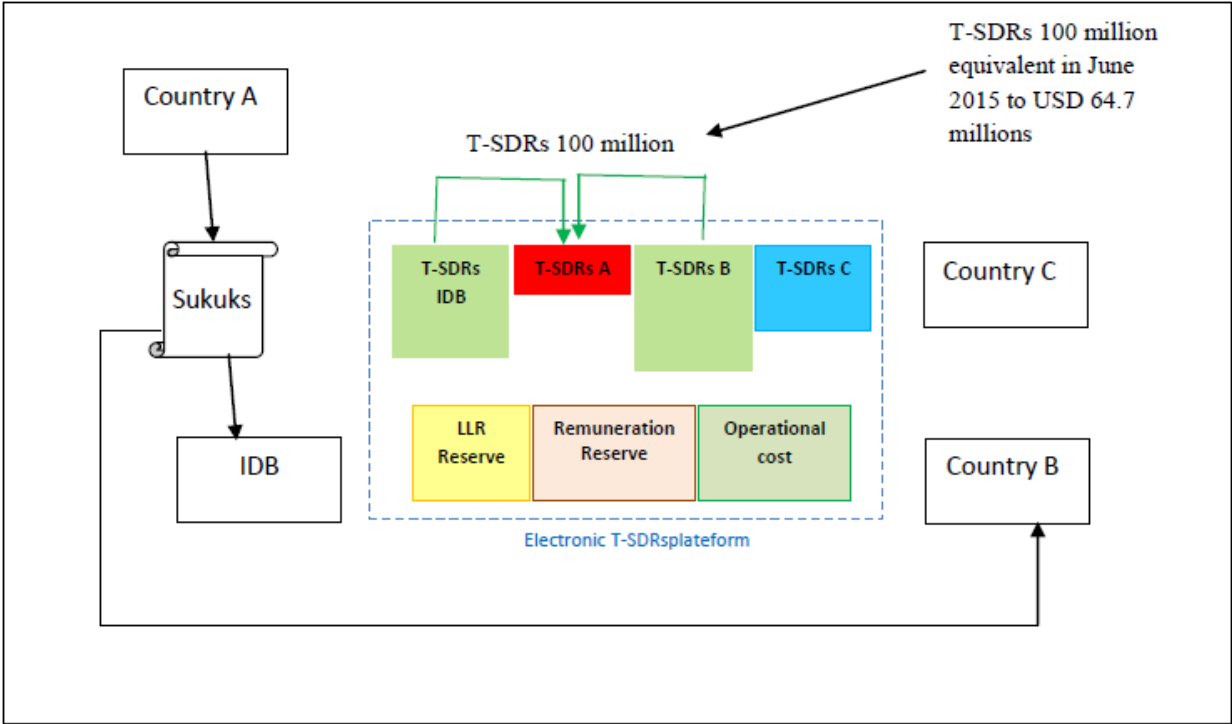 T-SDRs 100 million
equivalent in June
2015 to USD 64.7
millions
Country A
T-SDRs 100 million
T-SDRs
IDB
T-SDRs A
T-SDRs B
T-SDRs C
Country C
Sukuks
IDB
LLR
Reserve
Remuneration
Reserve
Operational
cost
Country B
Electronic T-SDRsplateform